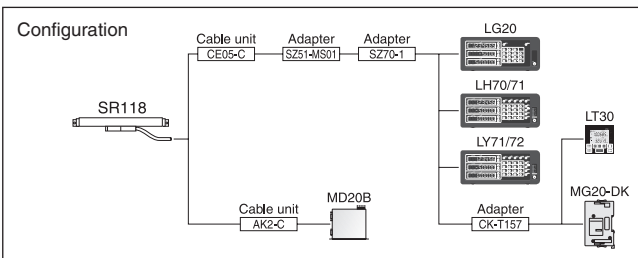 Configuration
LG20
Cable unit Adapter Adapter
CE05-C SZ51-MS01 SZ70-1
LH70/71
SR118
LT30
LY71/72
MD20B
MG20-DK
Cable unit
AK2-C
Adapter
CK-T157